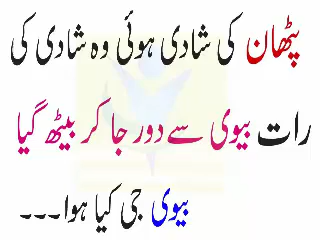 پٹھان کی شادی ہوئی وہ شادی کی
رات بیوی سے دور جا کر بیٹھ گیا
بیوی جی کیا ہوا۔۔۔